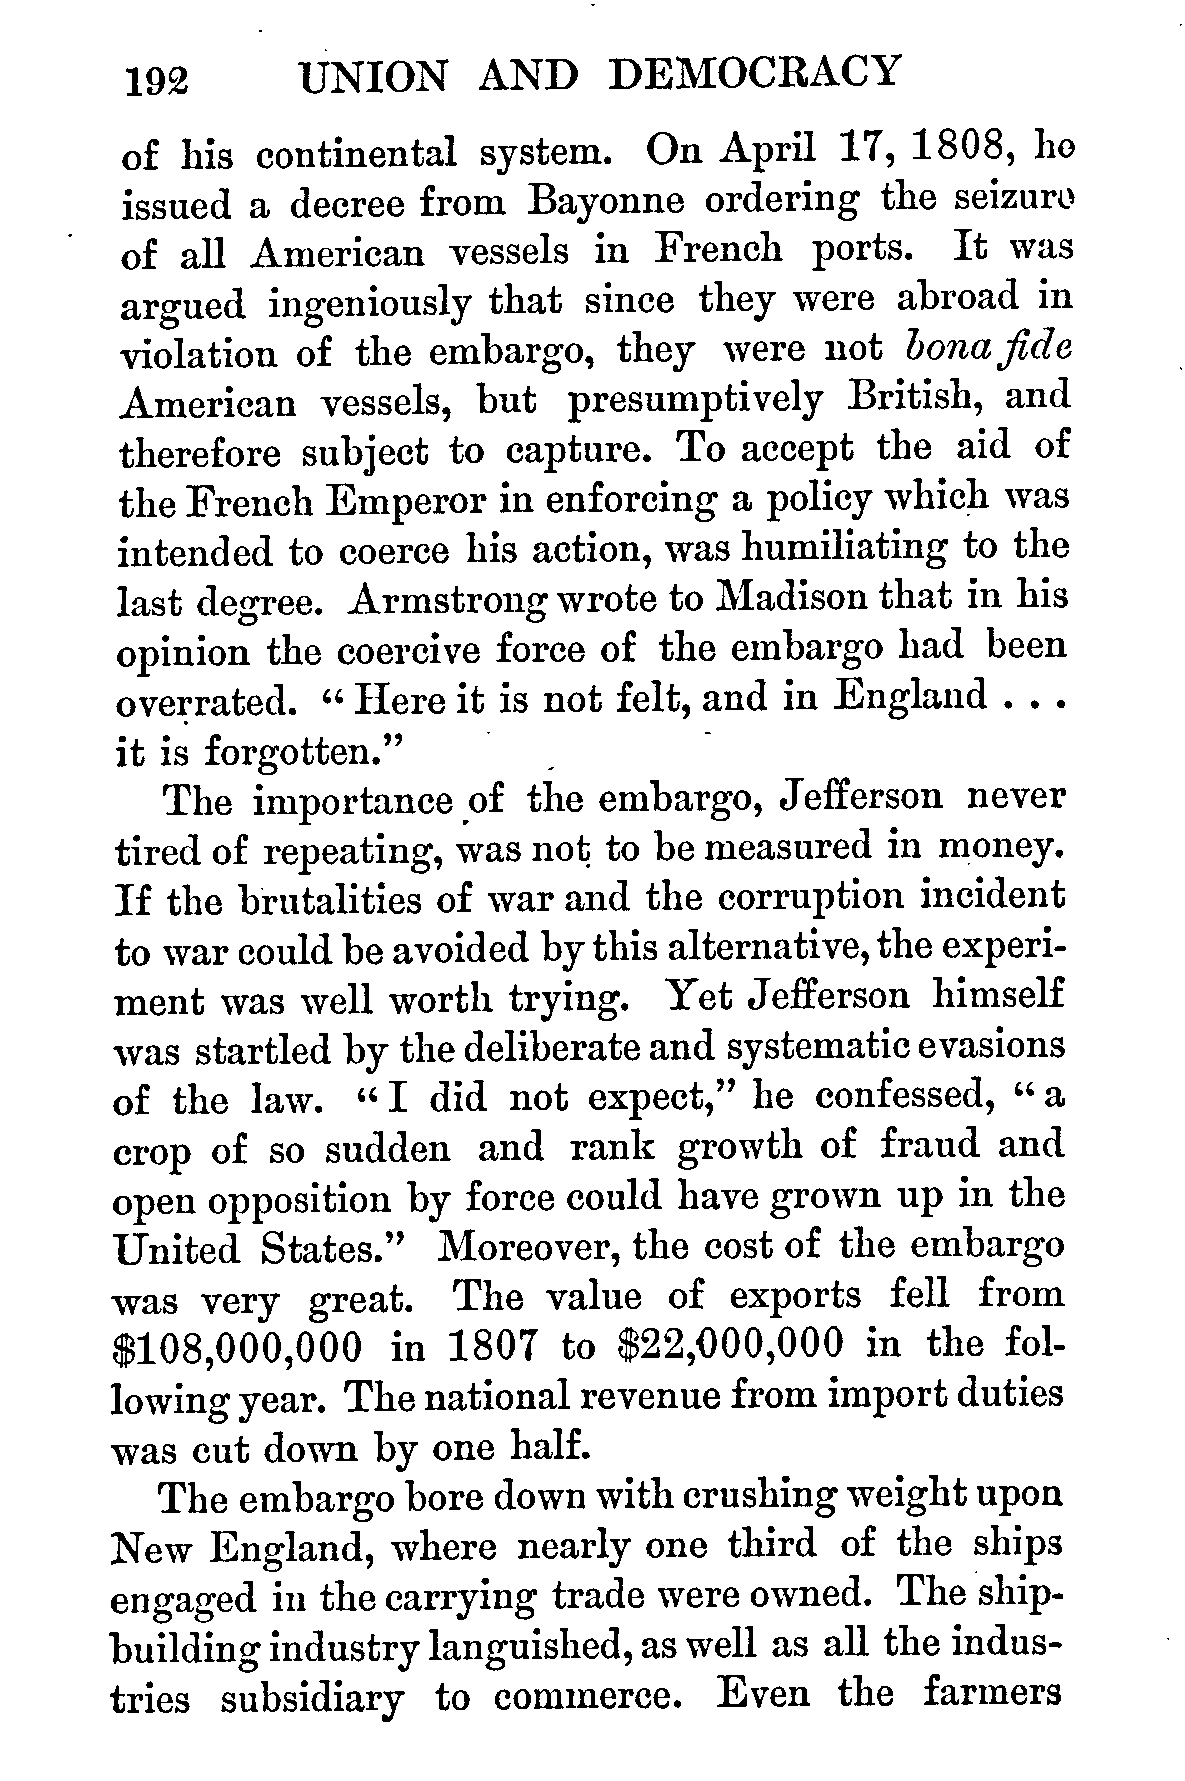 192 UNION AND DEMOCRACY
of his continental system. On April 17, 1808, he
issued a decree from Bayonne ordering the seizure
of all American vessels in French ports. It was
argued ingeniously that since they were abroad in
violation of the embargo, they were not bona fide
American vessels, but presumptively British, and
therefore subject to capture. To accept the aid of
the French Emperor in enforcing a policy which was
intended to coerce his action, was humiliating to the
last degree. Armstrong wrote to Madison that in his
opinion the coercive force of the embargo had been
overrated. “Here it is not felt, and in England . . .
it is forgotten.”
The importance of the embargo, Jefferson never
tired of repeating, was not to be measured in money.
If the brutalities of war and the corruption incident
to war could be avoided by this alternative, the experi-
ment was well worth trying. Yet Jefferson himself
was startled by the deliberate and systematic evasions
of the law. “I did not expect,” he confessed, “a
crop of so sudden and rank growth of fraud and
open opposition by force could have grown up in the
United States.” Moreover, the cost of the embargo
was very great. The value of exports fell from
$108,000,000 in 1807 to $22,000,000 in the fol-
lowing year. The national revenue from import duties
was cut down by one half.
The embargo bore down with crushing weight upon
New England, where nearly one third of the ships
engaged in the carrying trade were owned. The ship-
building industry languished, as well as all the indus-
tries subsidiary to commerce. Even the farmers